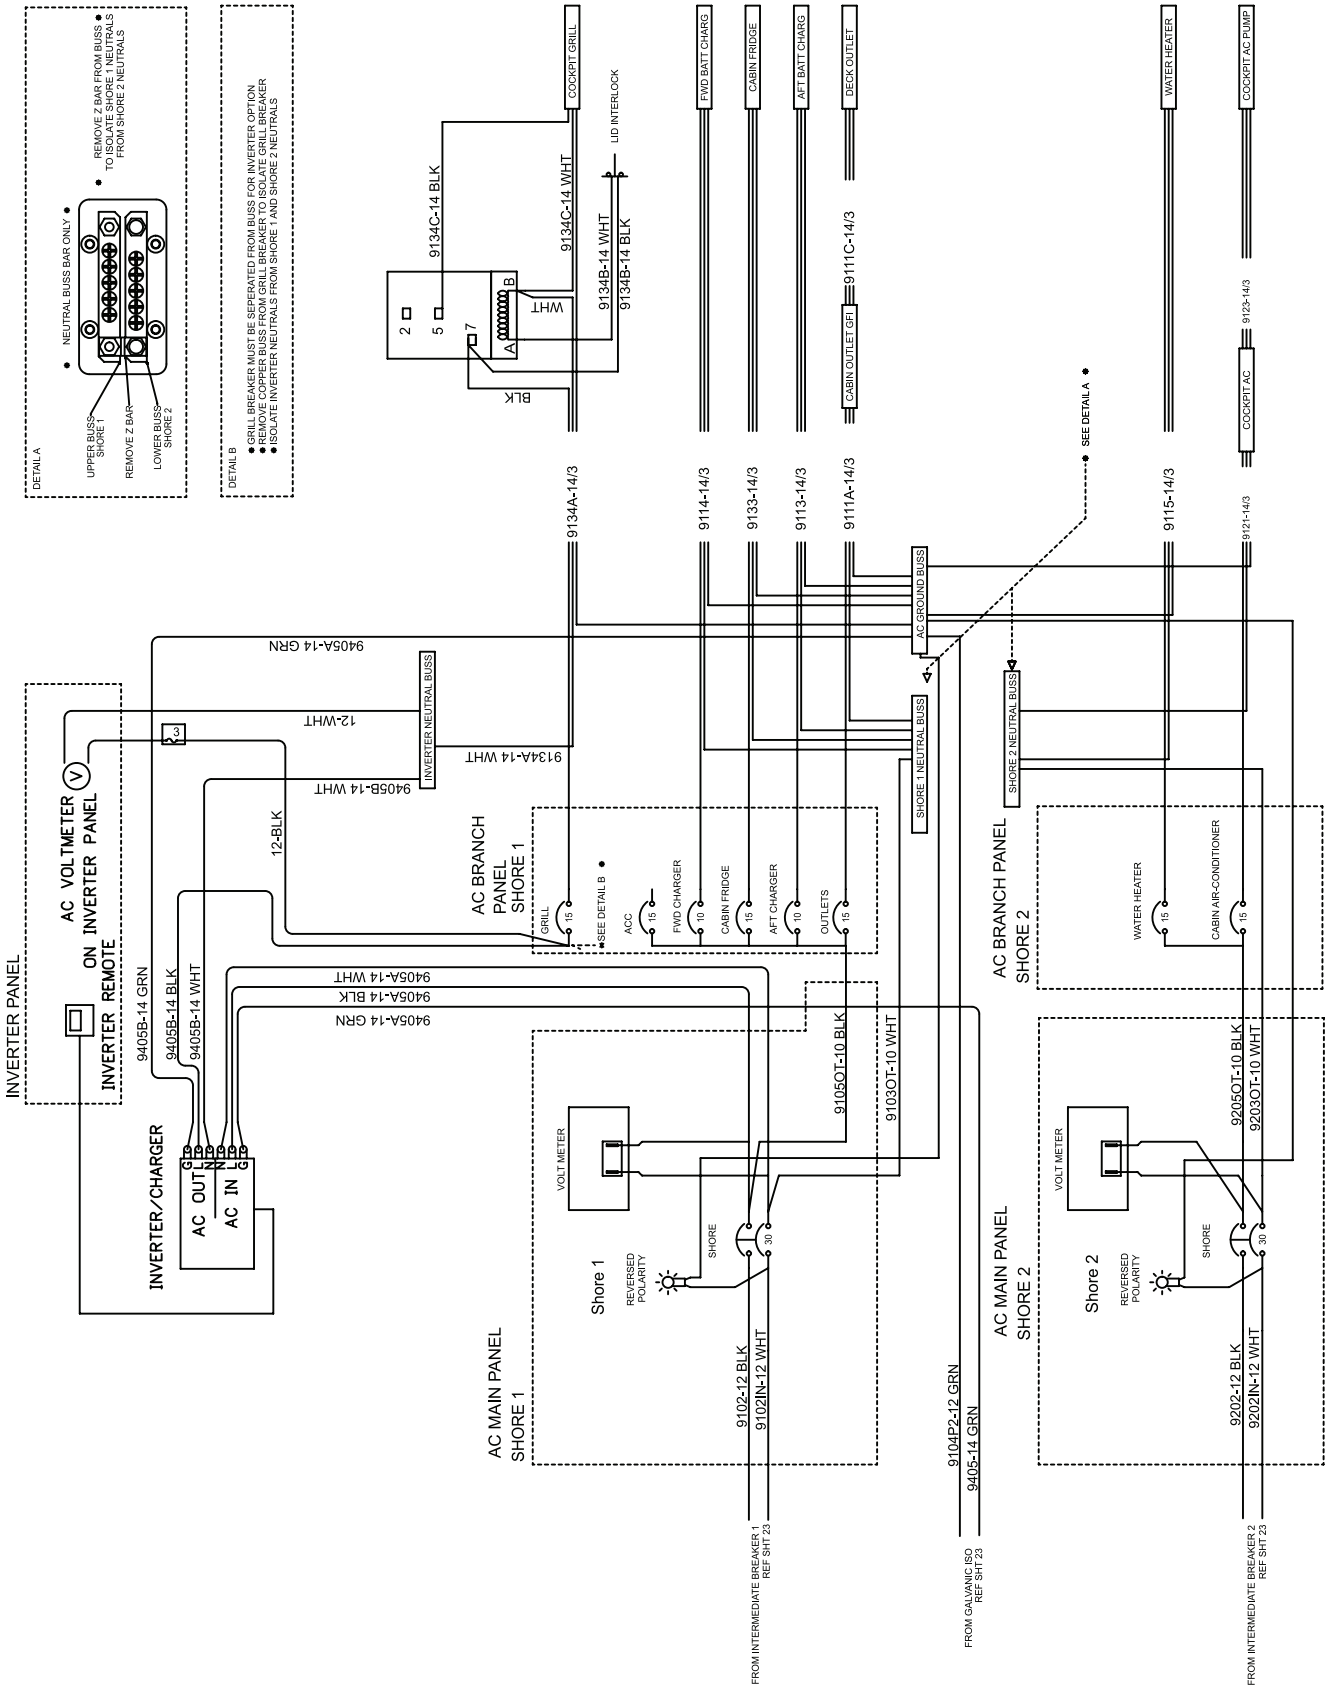 DETAIL A
NEUTRAL BUSS BAR ONLY
REMOVE Z BAR FROM BUSS
TO ISOLATE SHORE 1 NEUTRALS
FROM SHORE 2 NEUTRALS
UPPER BUSS
SHORE 1
REMOVE Z BAR
LOWER BUSS
SHORE 2
DETAIL B
GRILL BREAKER MUST BE SEPERATED FROM BUSS FOR INVERTER OPTION
REMOVE COPPER BUSS FROM GRILL BREAKER TO ISOLATE GRILL BREAKER
ISOLATE INVERTER NEUTRALS FROM SHORE 1 AND SHORE 2 NEUTRALS
INVERTER PANEL
AC VOLTMETER
ON INVERTER PANEL
V
INVERTER REMOTE
3
12-WHT
12-BLK
9405B-14 GRN
9405B-14 BLK
9405B-14 WHT
9405A-14 GRN
9405B-14 WHT
INVERTER NEUTRAL BUSS
9134A-14 WHT
INVERTER/CHARGER
AC OUT
AC IN
G
L
N
N
L
G
9405A-14 WHT
9405A-14 BLK
9405A-14 GRN
2
5
7
A
B
BLK
WHT
9134C-14 BLK
9134C-14 WHT
9134B-14 WHT
9134B-14 BLK
LID INTERLOCK
COCKPIT GRILL
FWD BATT CHARG
CABIN FRIDGE
AFT BATT CHARG
DECK OUTLET
WATER HEATER
COCKPIT AC PUMP
9134A-14/3
9114-14/3
9133-14/3
9113-14/3
9111A-14/3
CABIN OUTLET GFI
9111C-14/3
9115-14/3
9121-14/3
COCKPIT AC
9123-14/3
SEE DETAIL A
AC GROUND BUSS
SHORE 1 NEUTRAL BUSS
SHORE 2 NEUTRAL BUSS
AC BRANCH
PANEL
SHORE 1
GRILL
15
SEE DETAIL B
ACC
15
FWD CHARGER
10
CABIN FRIDGE
15
AFT CHARGER
10
OUTLETS
15
AC BRANCH PANEL
SHORE 2
WATER HEATER
15
CABIN AIR-CONDITIONER
15
AC MAIN PANEL
SHORE 1
VOLT METER
Shore 1
REVERSED
POLARITY
SHORE
30
9105OT-10 BLK
9103OT-10 WHT
9102-12 BLK
9102IN-12 WHT
FROM INTERMEDIATE BREAKER 1
REF SHT 23
9104P2-12 GRN
9405-14 GRN
FROM GALVANIC ISO
REF SHT 23
AC MAIN PANEL
SHORE 2
VOLT METER
Shore 2
REVERSED
POLARITY
SHORE
30
9205OT-10 BLK
9203OT-10 WHT
9202-12 BLK
9202IN-12 WHT
FROM INTERMEDIATE BREAKER 2
REF SHT 23